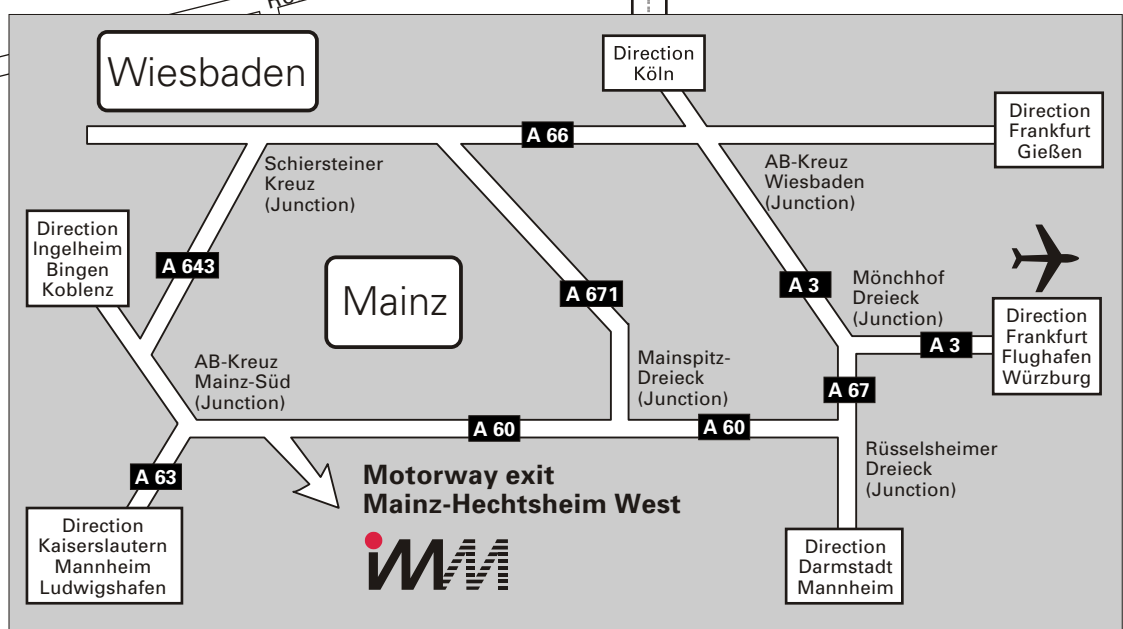 Wiesbaden
Direction
Köln
A 66
Direction
Frankfurt
Gießen
Schiersteiner
Kreuz
(Junction)
AB-Kreuz
Wiesbaden
(Junction)
Direction
Ingelheim
Bingen
Koblenz
A 643
Mainz
A 671
A 3
Mönchhof
Dreieck
(Junction)
A 3
Direction
Frankfurt
Flughafen
Würzburg
AB-Kreuz
Mainz-Süd
(Junction)
Mainspitz-
Dreieck
(Junction)
A 67
A 60
A 60
A 63
Motorway exit
Mainz-Hechtsheim West
Rüsselsheimer
Dreieck
(Junction)
Direction
Kaiserslautern
Mannheim
Ludwigshafen
iMM
Direction
Darmstadt
Mannheim